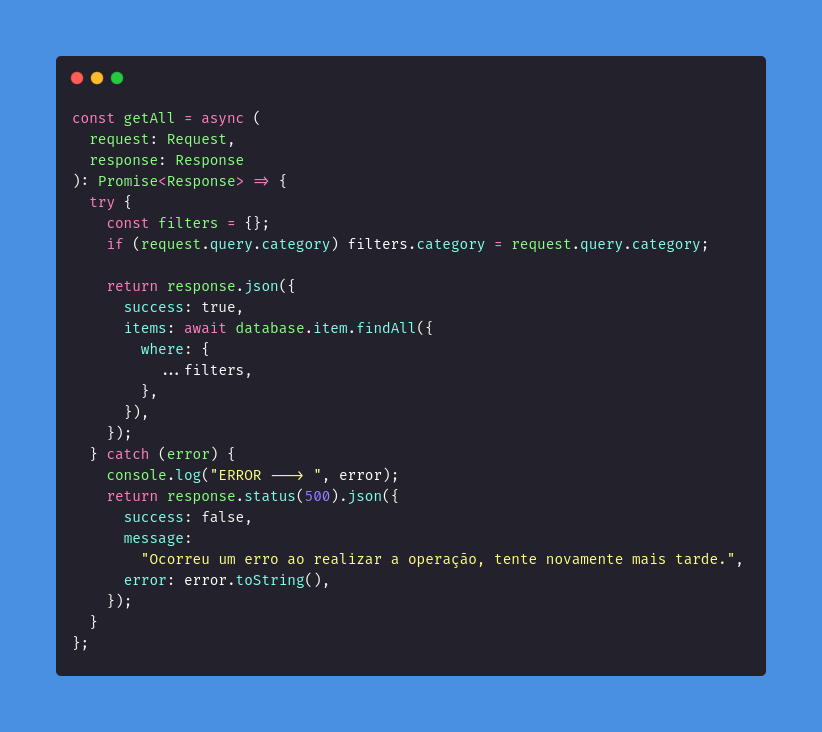 const getAll = async (
  request: Request,
  response: Response
): Promise<Response> => {
  try {
    const filters = {};
    if (request.query.category) filters.category = request.query.category;

    return response.json({
      success: true,
      items: await database.item.findAll({
        where: {
          ...filters,
        },
      }),
    });
  } catch (error) {
    console.log("ERROR ---> ", error);
    return response.status(500).json({
      success: false,
      message:
        "Ocorreu um erro ao realizar a operação, tente novamente mais tarde.",
      error: error.toString(),
    });
  }
};